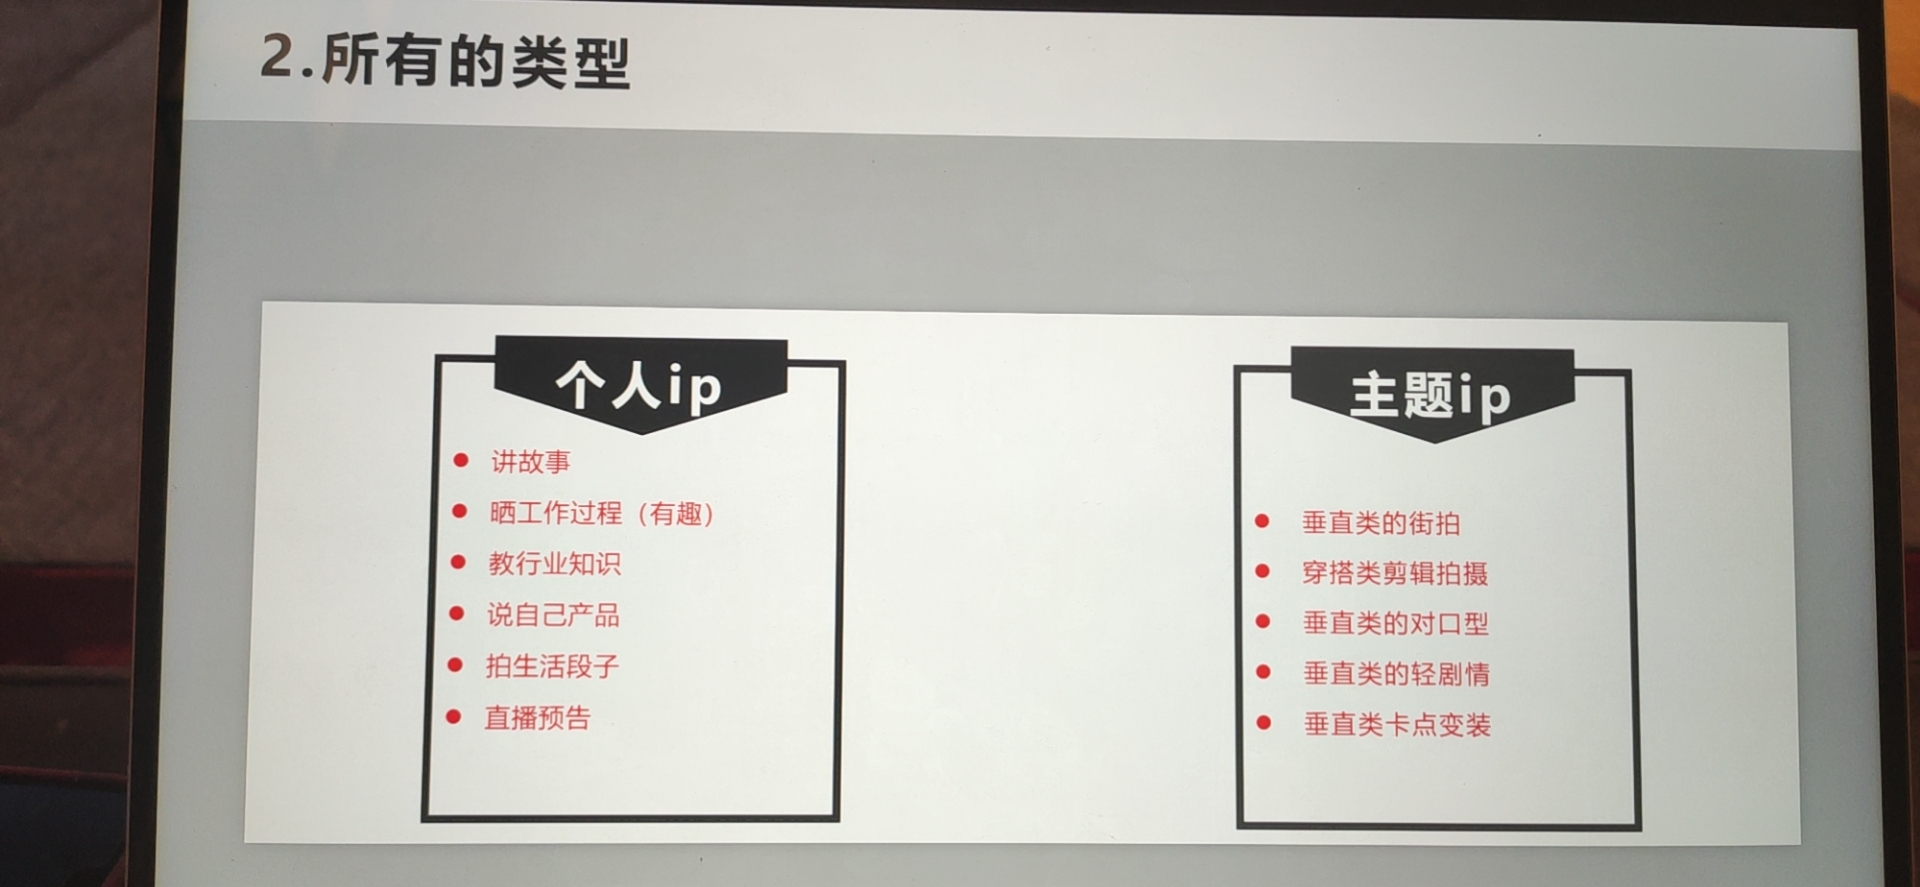 2.所有的类型
个人ip
讲故事
晒工作过程（有趣）
教行业知识
说自己产品
拍生活段子
直播预告
主题ip
垂直类的街拍
穿搭类剪辑拍摄
垂直类的对口型
垂直类的轻剧情
垂直类卡点变装